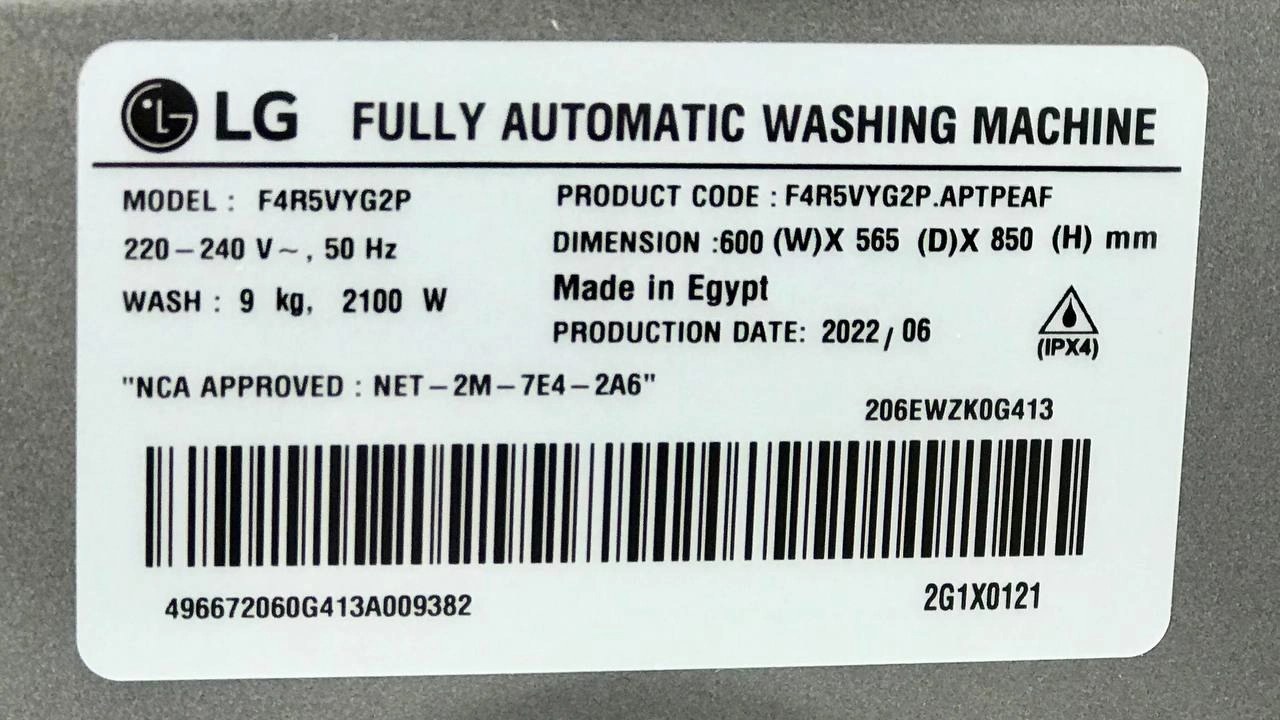 LG FULLY AUTOMATIC WASHING MACHINE
MODEL : F4R5VYG2P
220-240 V~, 50 Hz
WASH : 9 kg, 2100 W
PRODUCT CODE : F4R5VYG2P.APTPEAF
DIMENSION :600 (W)X 565 (D)X 850 (H) mm
Made in Egypt
PRODUCTION DATE: 2022/06
(IPX4)
"NCA APPROVED : NET-2M-7E4-2A6"
206EWZK0G413
496672060G413A009382
2G1X0121